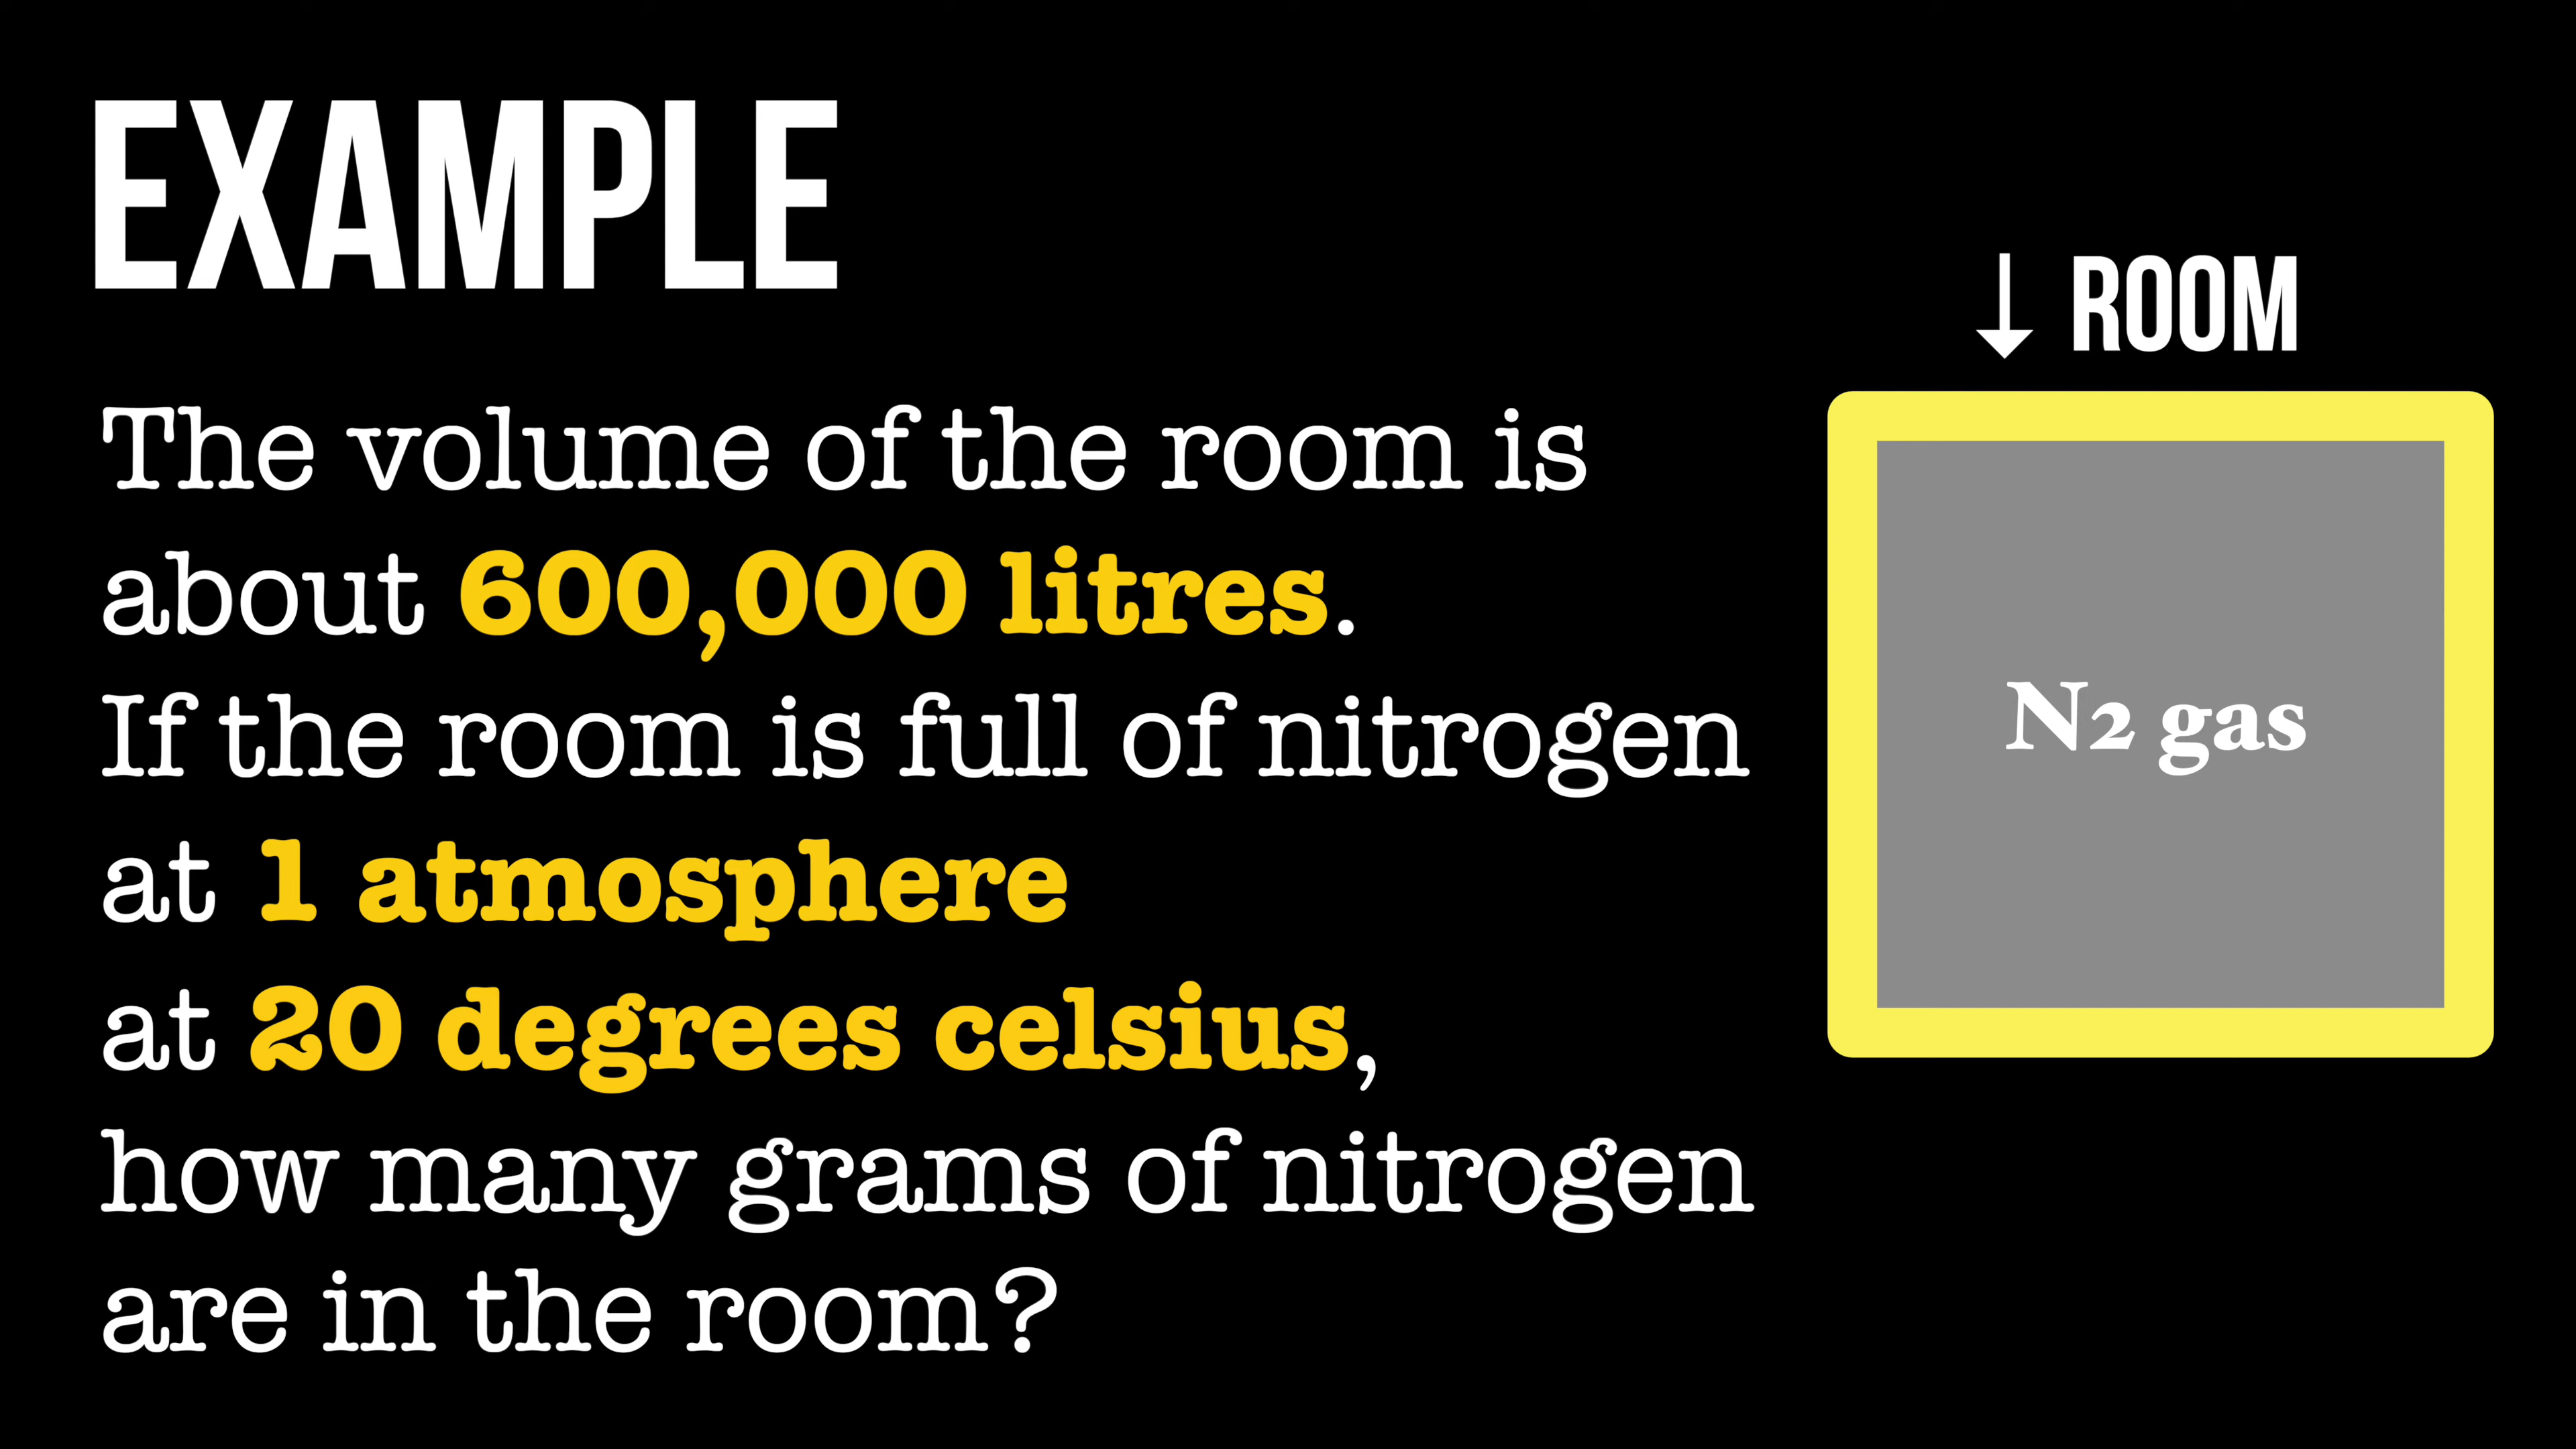 EXAMPLE
The volume of the room is
about 600,000 litres.
If the room is full of nitrogen
at 1 atmosphere
at 20 degrees celsius,
how many grams of nitrogen
are in the room?
↓ ROOM
N2 gas